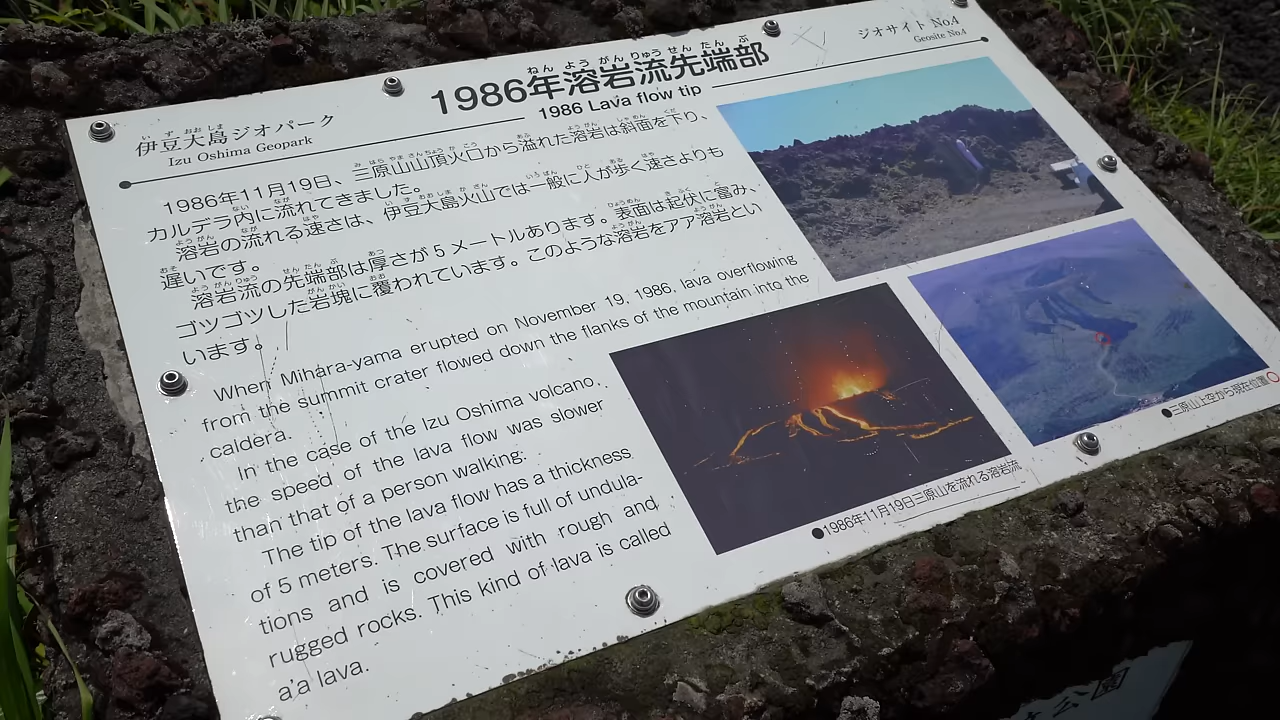 伊豆大島ジオパーク
Izu Oshima Geopark
1986年溶岩流先端部
1986 Lava flow tip
ジオサイト No.4
Geosite No.4
1986年11月19日、三原山山頂火口から溢れた溶岩は斜面を下り、
カルデラ内に流れてきました。
溶岩の流れる速さは、伊豆大島火山では一般に人が歩く速さよりも
遅いです。
溶岩流の先端部は厚さが5メートルあります。表面は起伏に富み、
ゴツゴツした岩塊に覆われています。このような溶岩をアア溶岩とい
います。
When Mihara-yama erupted on November 19, 1986, lava overflowing
from the summit crater flowed down the flanks of the mountain into the
caldera.
In the case of the Izu Oshima volcano,
the speed of the lava flow was slower
than that of a person walking.
The tip of the lava flow has a thickness
of 5 meters. The surface is full of undula-
tions and is covered with rough and
rugged rocks. This kind of lava is called
a'a lava.
●1986年11月19日三原山を流れる溶岩流
●三原山上空から現在位置○
公園